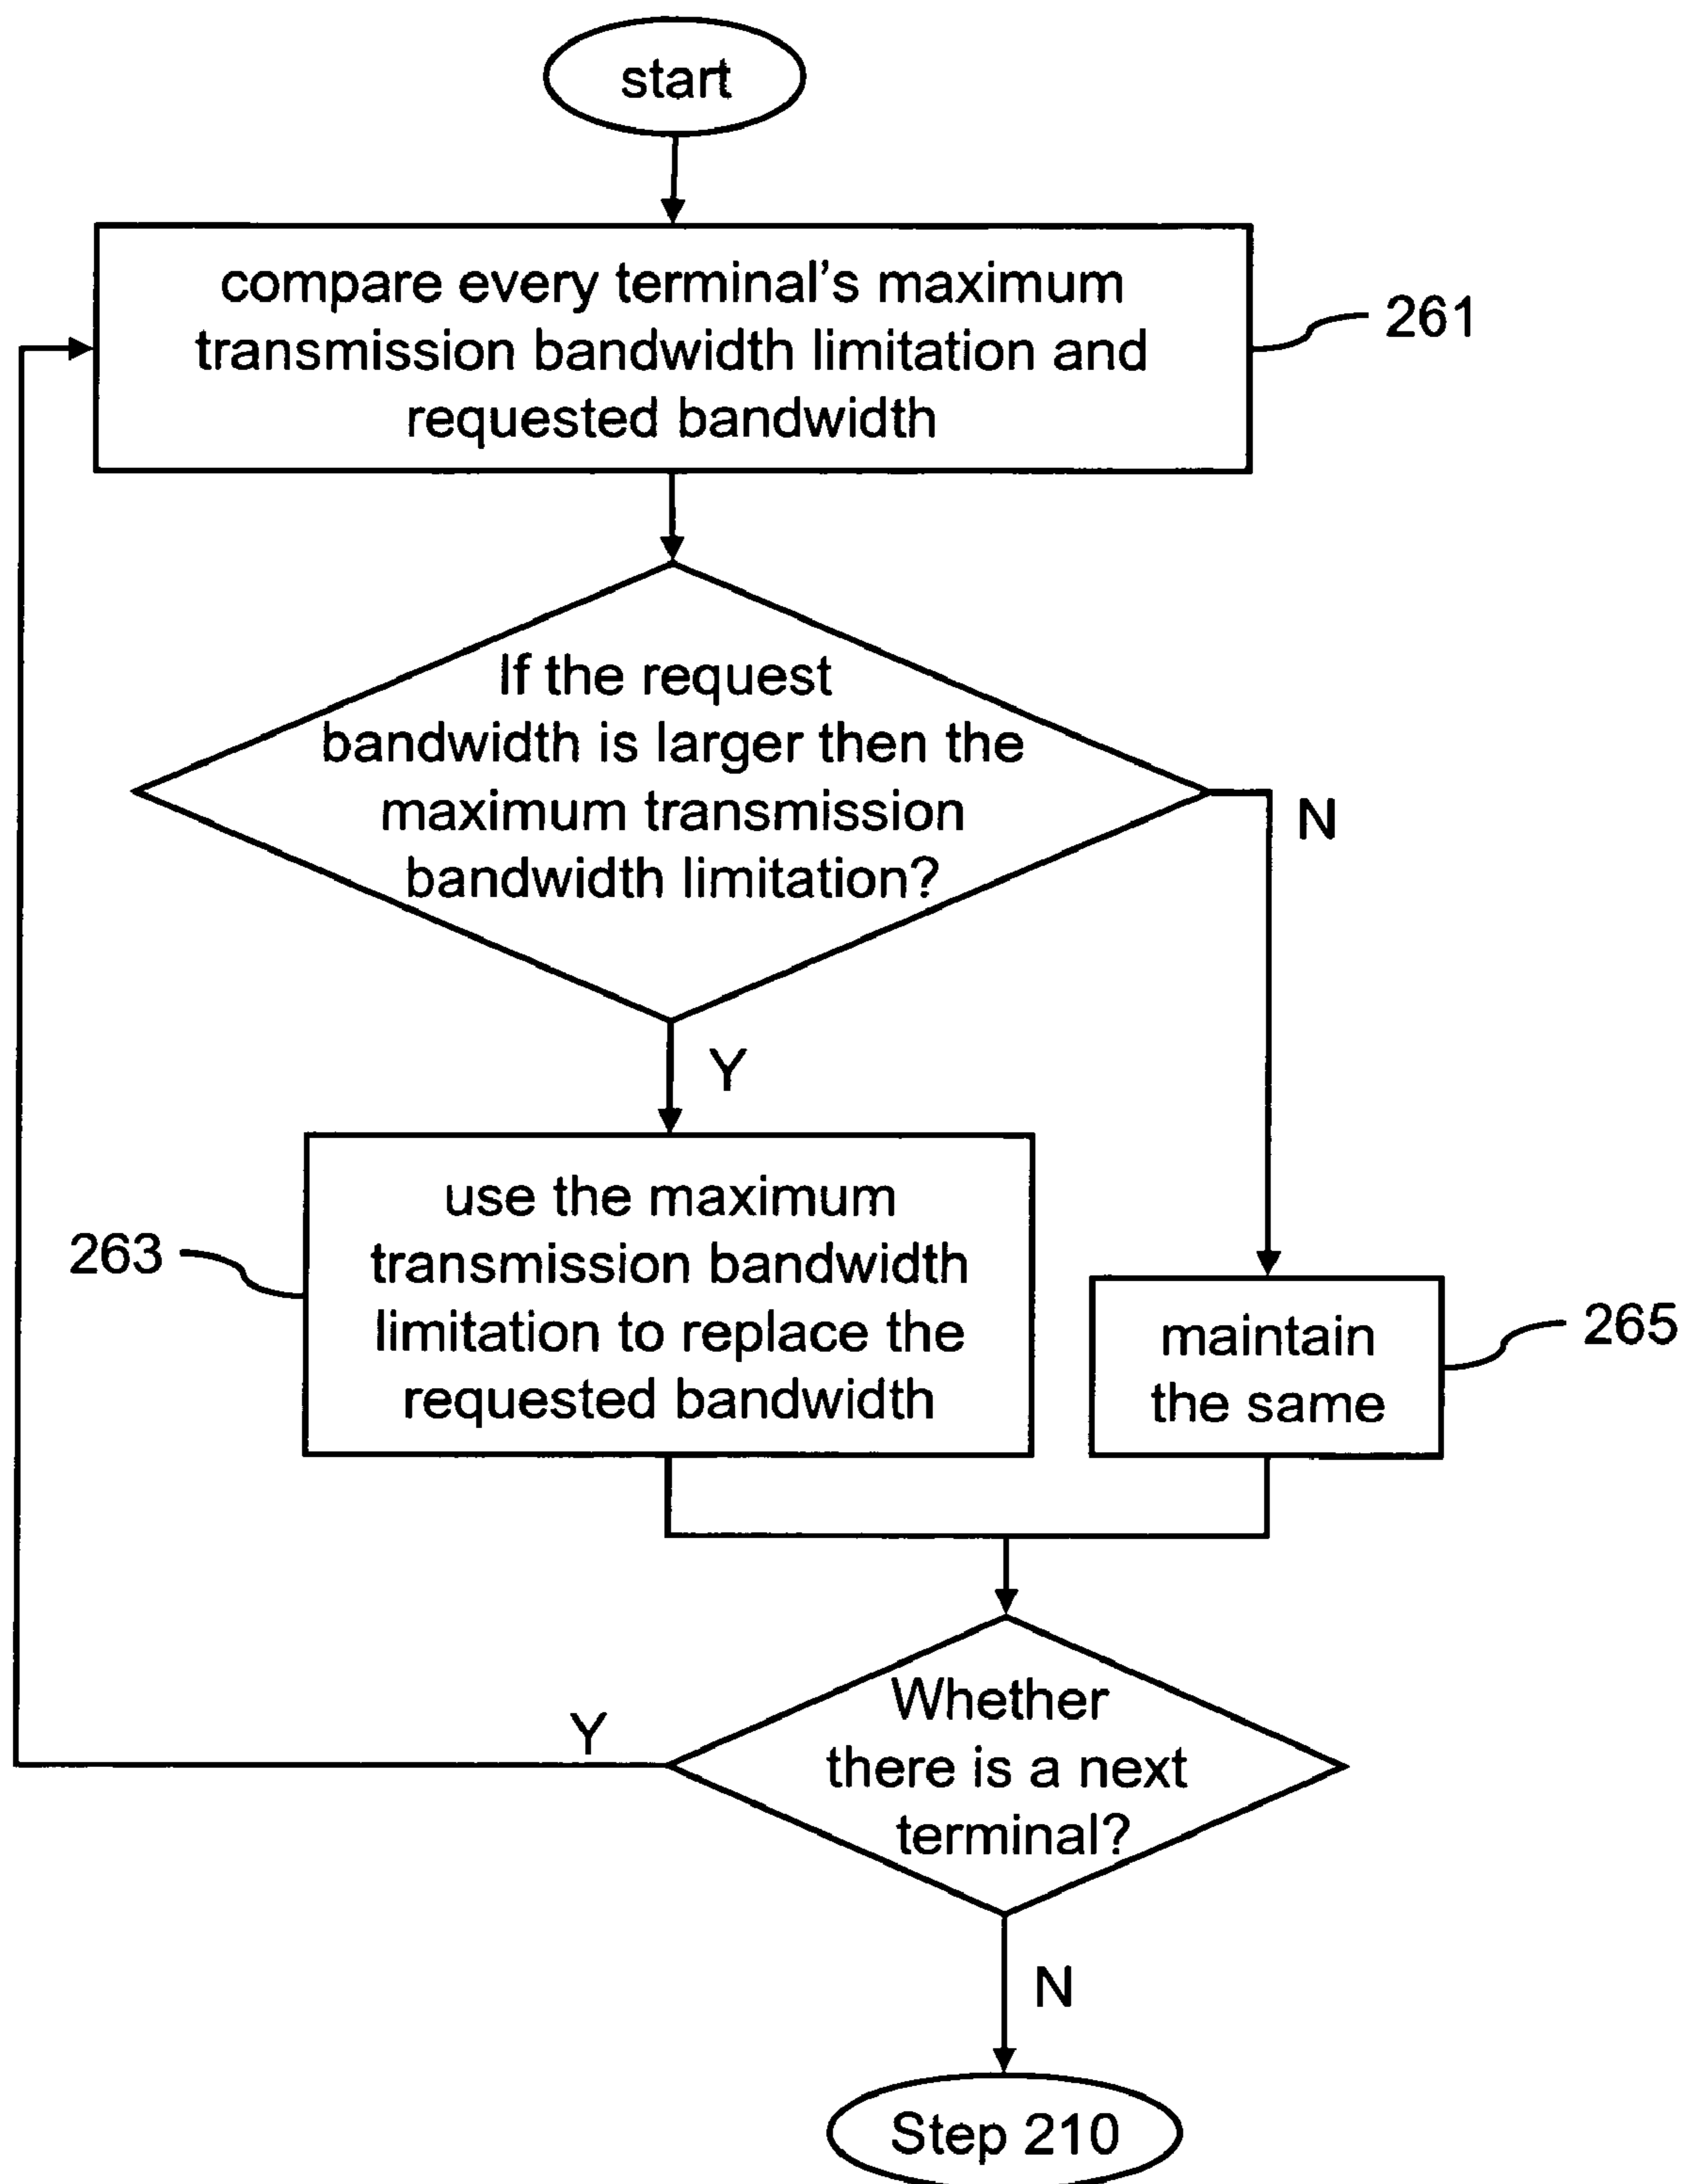 start
compare every terminal's maximum
transmission bandwidth limitation and
requested bandwidth
261
If the request
bandwidth is larger then the
maximum transmission
bandwidth limitation?
N
Y
use the maximum
transmission bandwidth
limitation to replace the
requested bandwidth
263
maintain
the same
265
Whether
there is a next
terminal?
Y
N
Step 210